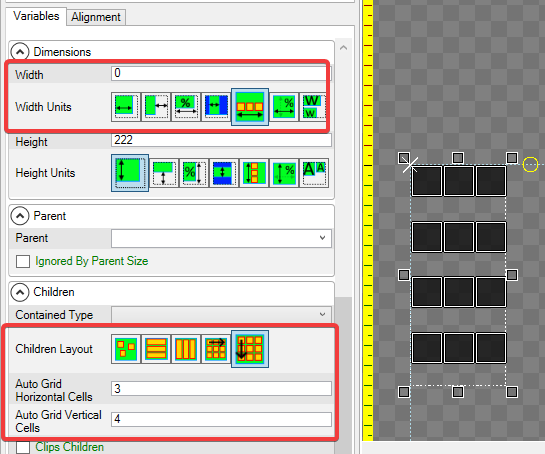 Variables Alignment
Dimensions
Width 0
Width Units % % W W
Height 222
Height Units % % A A
Parent
Parent
Ignored By Parent Size
Children
Contained Type
Children Layout
Auto Grid Horizontal Cells 3
Auto Grid Vertical Cells 4
Clips Children